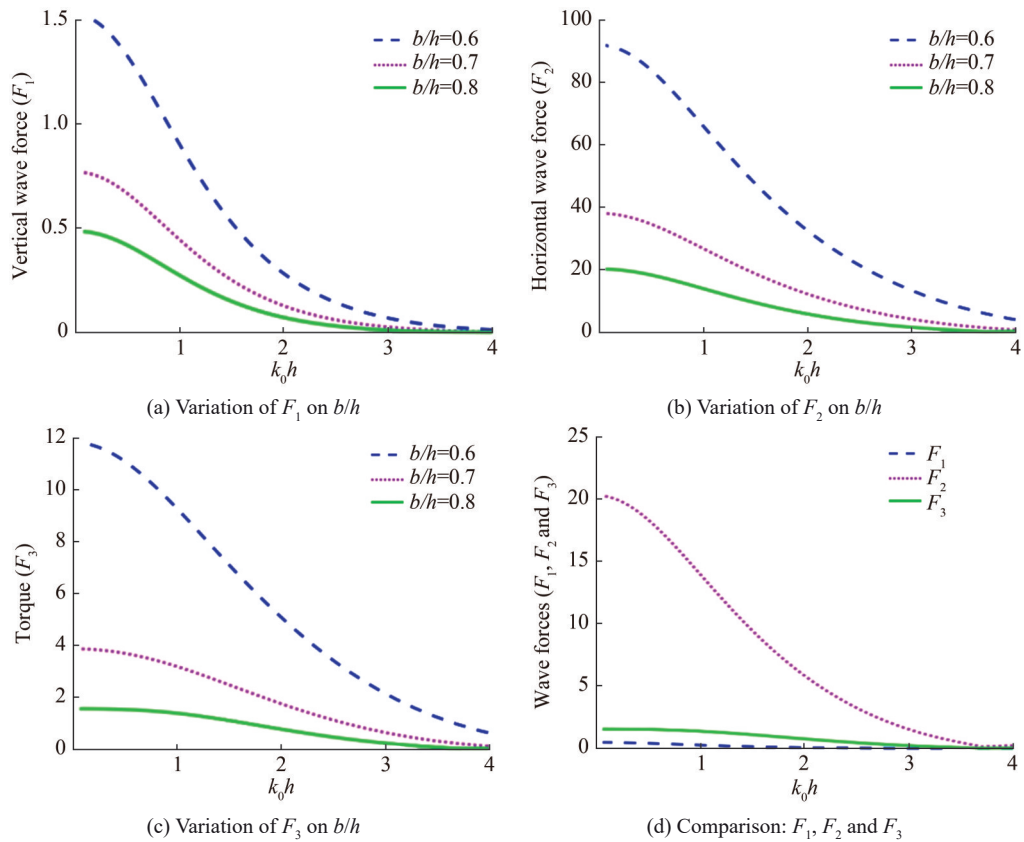 1.5
1.0
0.5
0
1
2
3
4
Vertical wave force (F₁)
k₀h
b/h=0.6
b/h=0.7
b/h=0.8
(a) Variation of F₁ on b/h
100
80
60
40
20
0
1
2
3
4
Horizontal wave force (F₂)
k₀h
b/h=0.6
b/h=0.7
b/h=0.8
(b) Variation of F₂ on b/h
12
10
8
6
4
2
0
1
2
3
4
Torque (F₃)
k₀h
b/h=0.6
b/h=0.7
b/h=0.8
(c) Variation of F₃ on b/h
25
20
15
10
5
0
1
2
3
4
Wave forces (F₁, F₂ and F₃)
k₀h
F₁
F₂
F₃
(d) Comparison: F₁, F₂ and F₃